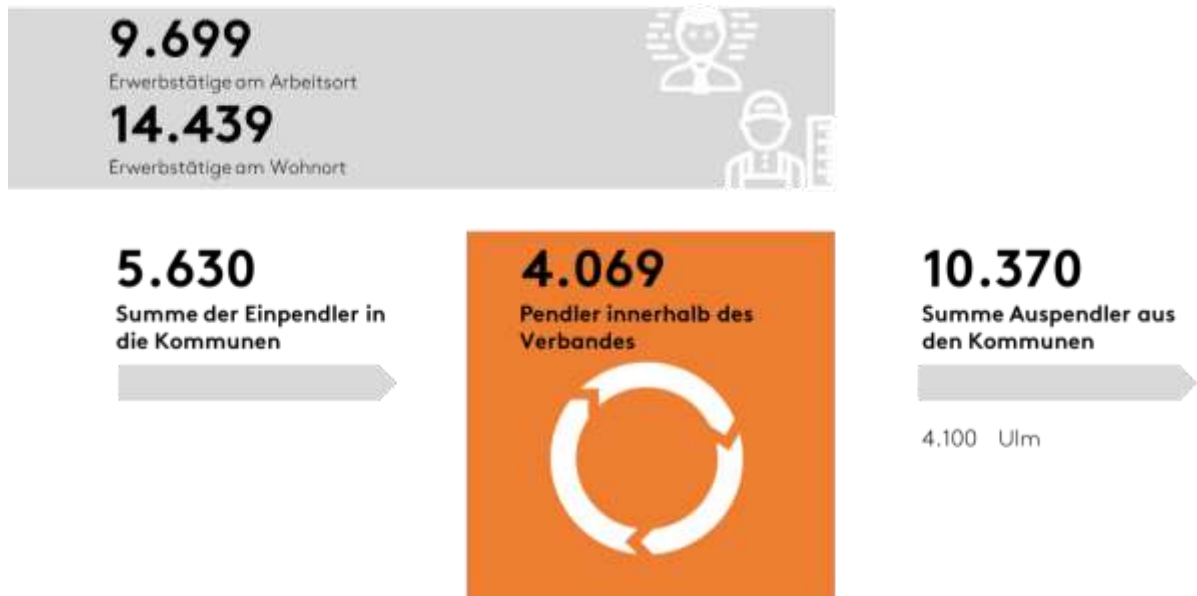 9.699
Erwerbstätige am Arbeitsort
14.439
Erwerbstätige am Wohnort
5.630
Summe der Einpendler in
die Kommunen
4.069
Pendler innerhalb des
Verbandes
10.370
Summe Auspendler aus
den Kommunen
4.100 Ulm